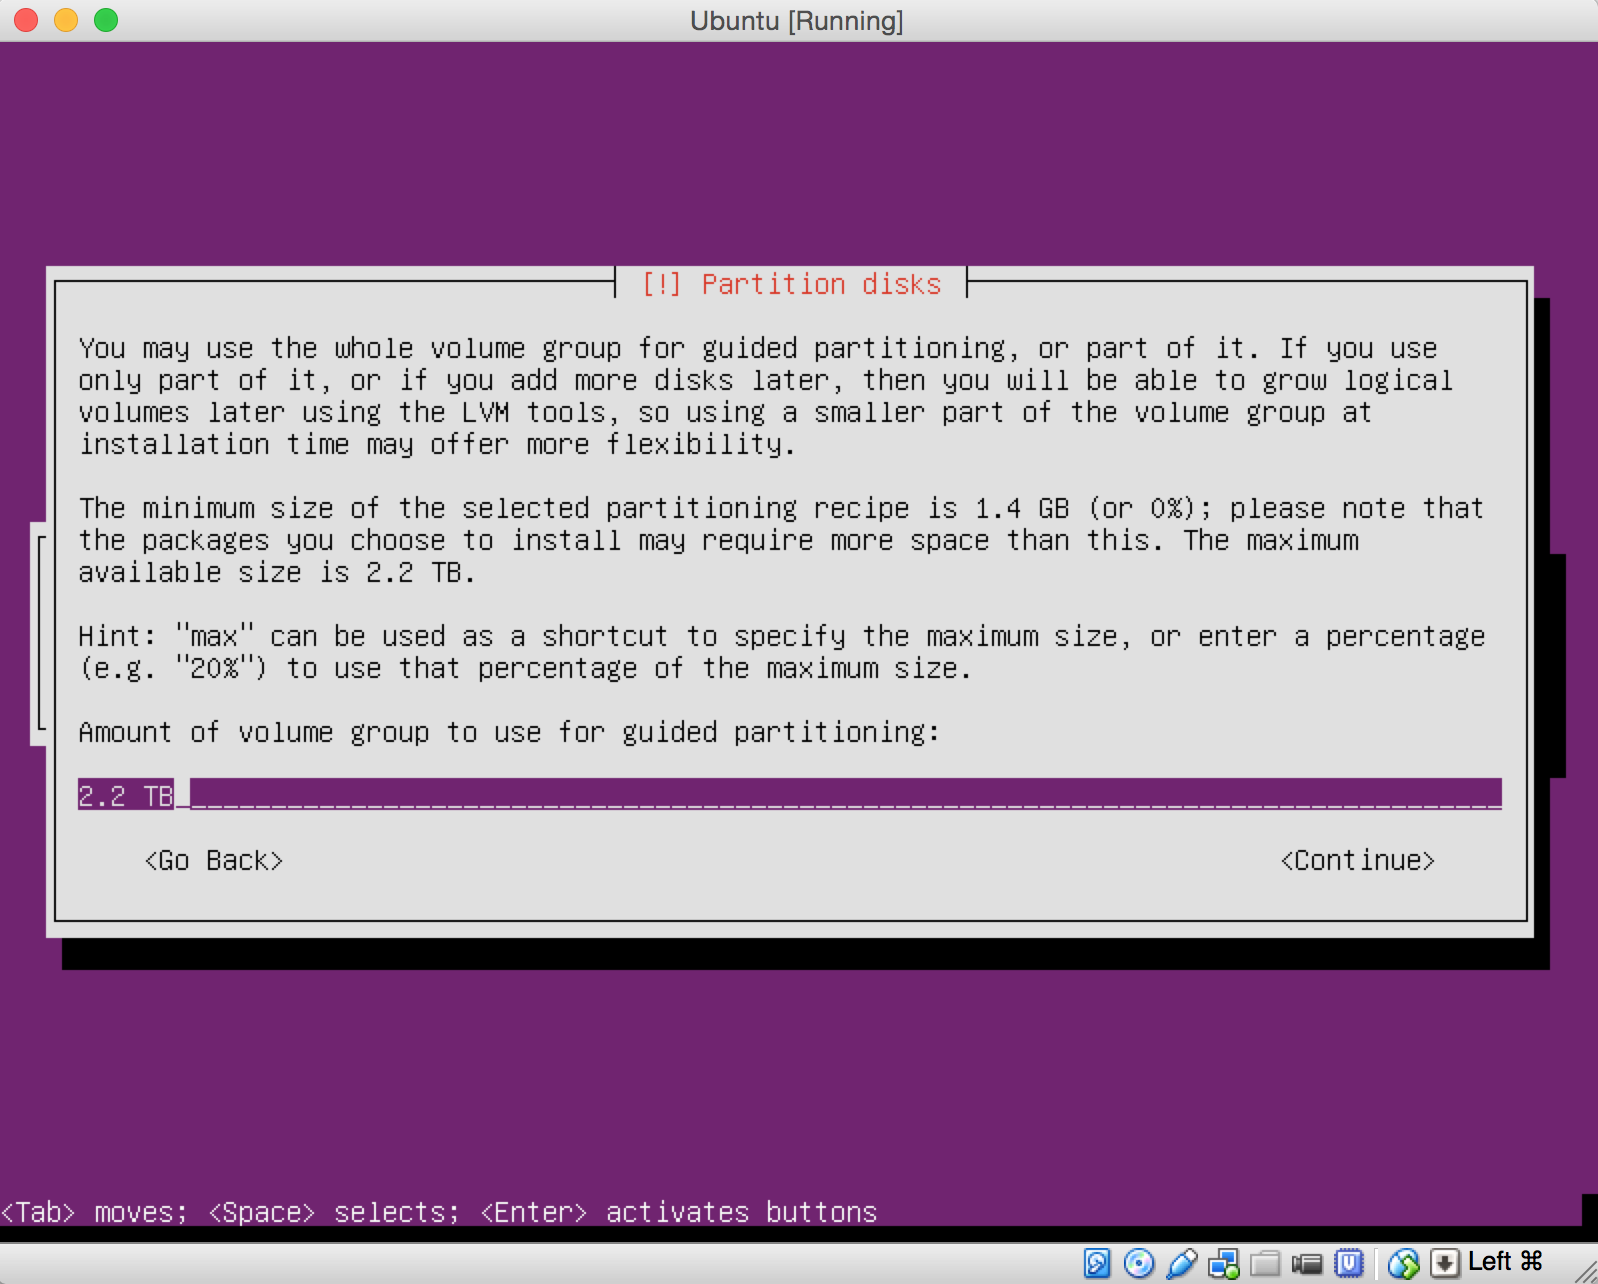 Ubuntu [Running]
[!] Partition disks
You may use the whole volume group for guided partitioning, or part of it. If you use
only part of it, or if you add more disks later, then you will be able to grow logical
volumes later using the LVM tools, so using a smaller part of the volume group at
installation time may offer more flexibility.
The minimum size of the selected partitioning recipe is 1.4 GB (or 0%); please note that
the packages you choose to install may require more space than this. The maximum
available size is 2.2 TB.
Hint: "max" can be used as a shortcut to specify the maximum size, or enter a percentage
(e.g. "20%") to use that percentage of the maximum size.
Amount of volume group to use for guided partitioning:
2.2 TB
<Go Back> <Continue>
<Tab> moves; <Space> selects; <Enter> activates buttons
Left ⌘